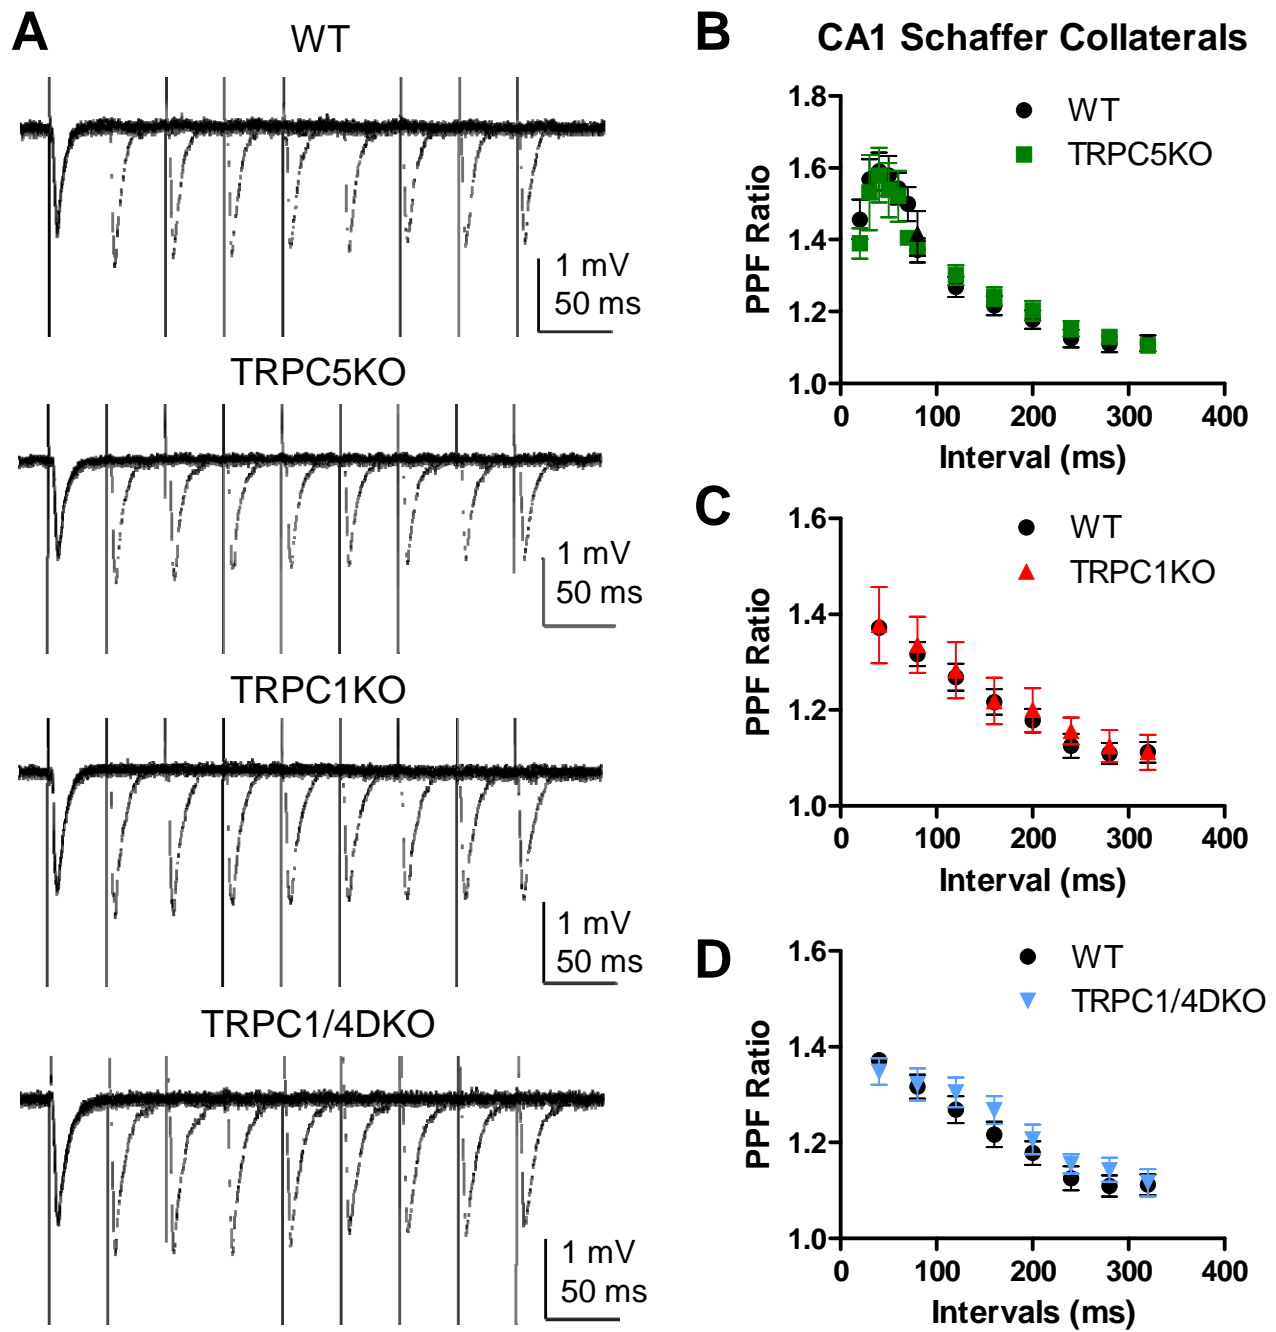 A
WT
1 mV
50 ms
TRPC5KO
1 mV
50 ms
TRPC1KO
1 mV
50 ms
TRPC1/4DKO
1 mV
50 ms
B CA1 Schaffer Collaterals
WT
TRPC5KO
PPF Ratio
1.8
1.6
1.4
1.2
1.0
0 100 200 300 400
Interval (ms)
C
WT
TRPC1KO
PPF Ratio
1.6
1.4
1.2
1.0
0 100 200 300 400
Interval (ms)
D
WT
TRPC1/4DKO
PPF Ratio
1.6
1.4
1.2
1.0
0 100 200 300 400
Intervals (ms)